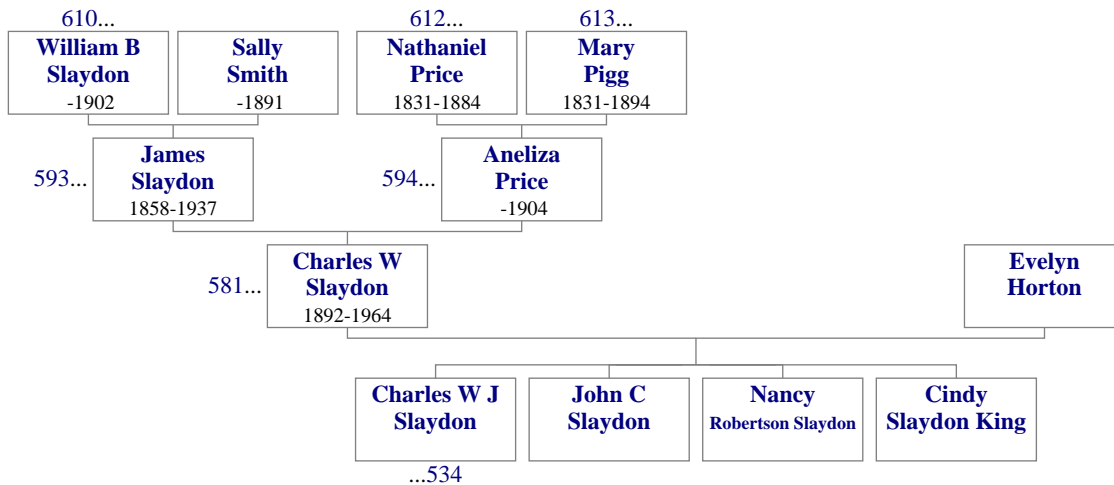 610...
612...
613...
William B
Slaydon
-1902
Sally
Smith
-1891
Nathaniel
Price
1831-1884
Mary
Pigg
1831-1894
593...
James
Slaydon
1858-1937
594...
Aneliza
Price
-1904
581...
Charles W
Slaydon
1892-1964
Evelyn
Horton
Charles W J
Slaydon
John C
Slaydon
Nancy
Robertson Slaydon
Cindy
Slaydon King
...534